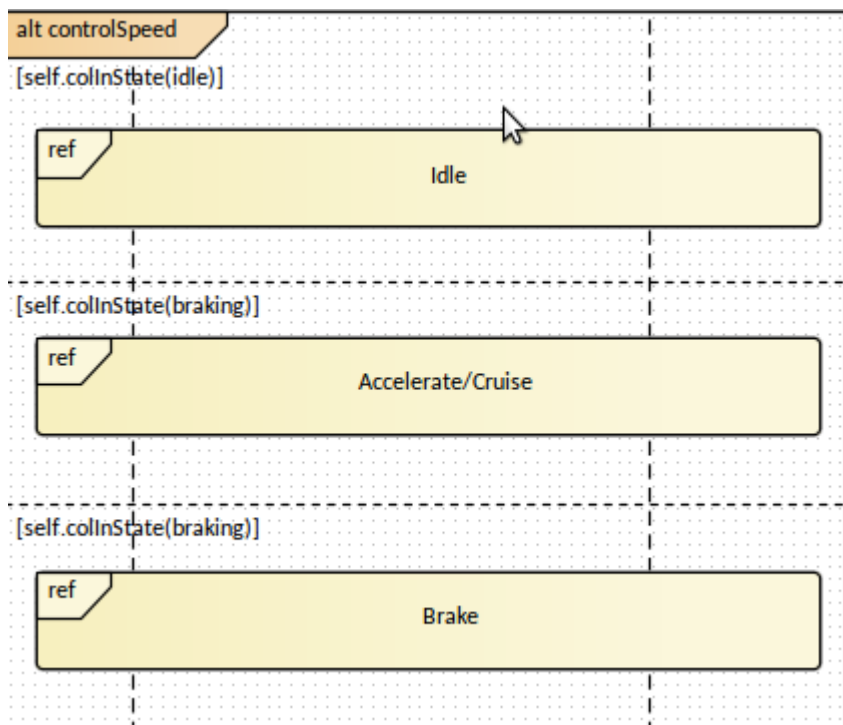 alt controlSpeed
[self.colInState(idle)]
ref
Idle
[self.colInState(braking)]
ref
Accelerate/Cruise
[self.colInState(braking)]
ref
Brake